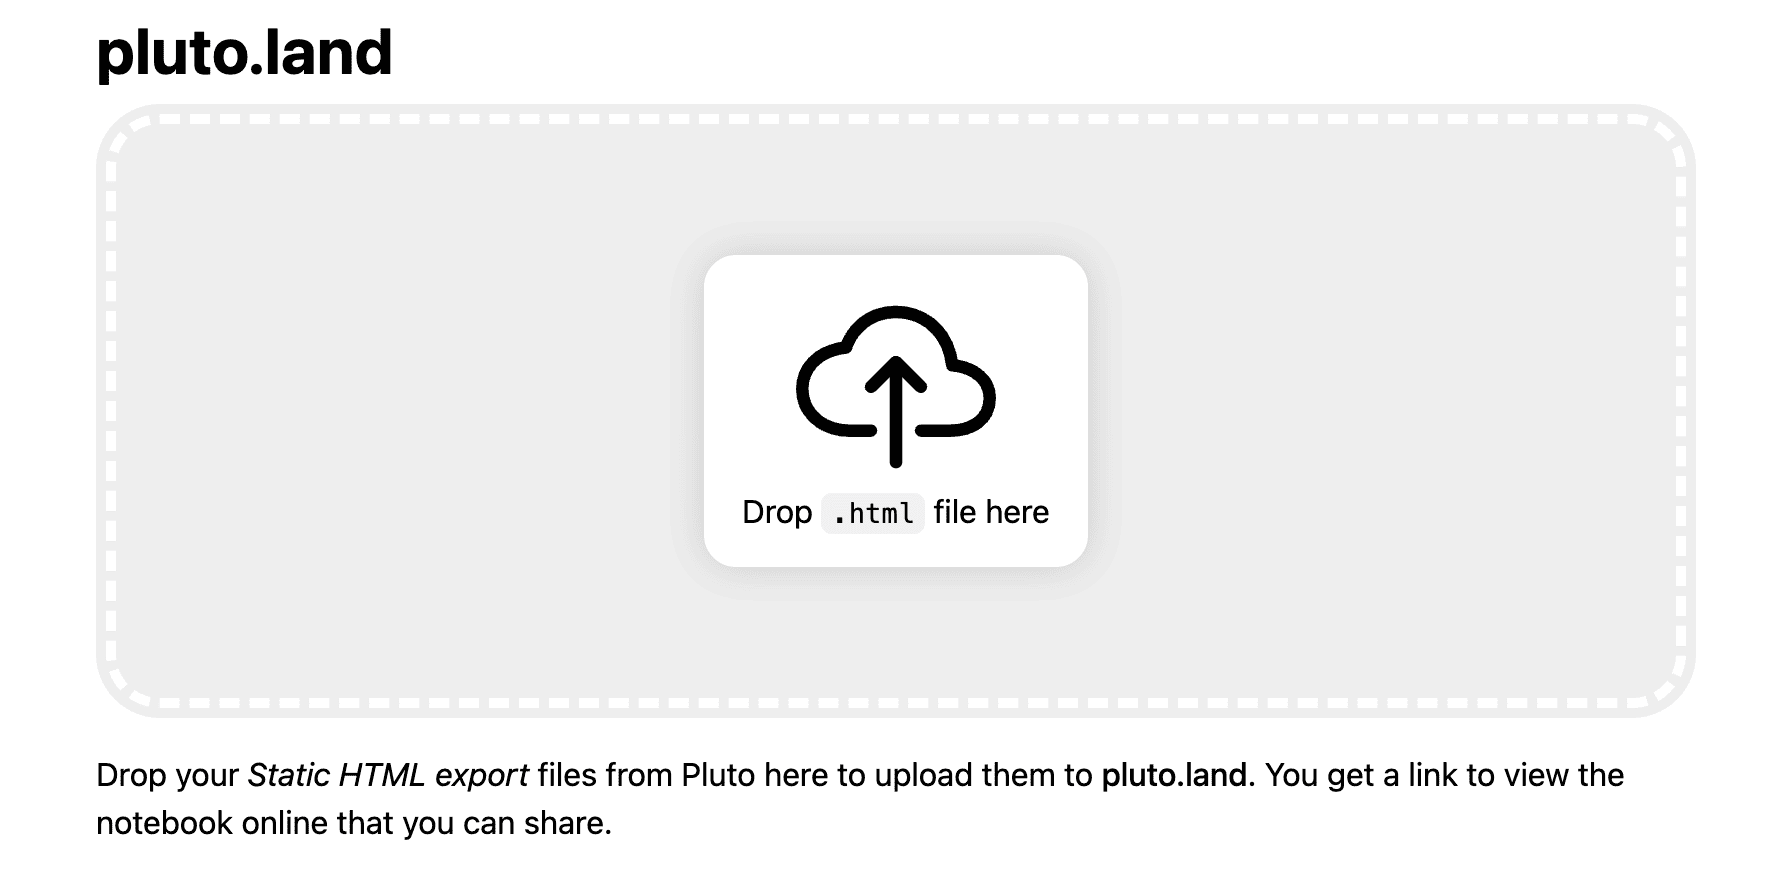 pluto.land
Drop .html file here
Drop your Static HTML export files from Pluto here to upload them to pluto.land. You get a link to view the
notebook online that you can share.